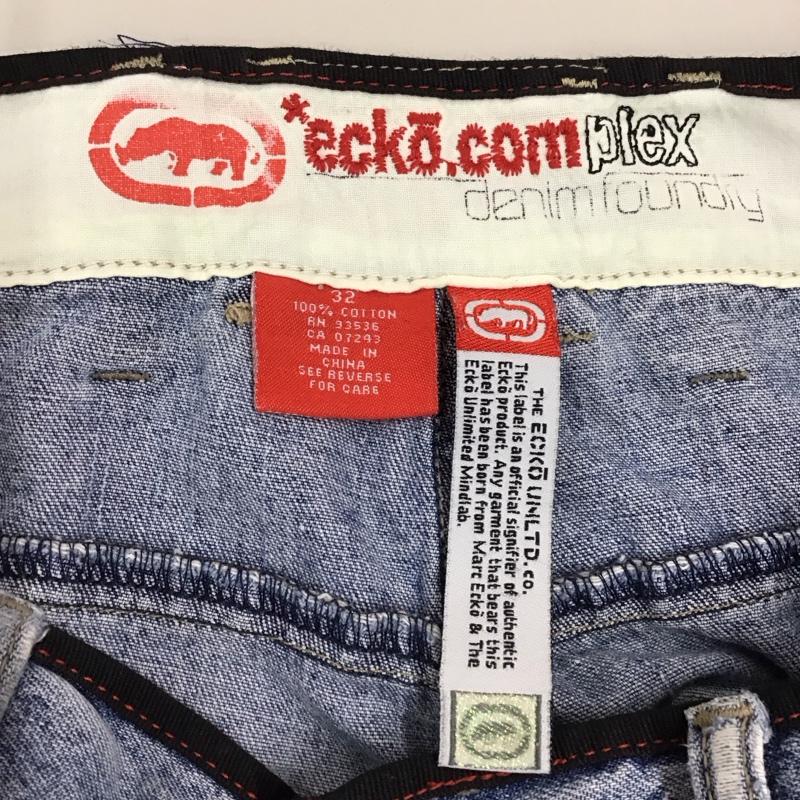 *eckō.complex
denim foundry
32
100% COTTON
RN 93536
CA 07243
MADE IN
CHINA
SEE REVERSE
FOR CARE
THE ECKŌ UNLTD.CO.
This label is an official signifier of authentic
Eckō product. Any garment that bears this
label has been born from Marc Eckō & The
Eckō Unlimited Mindlab.